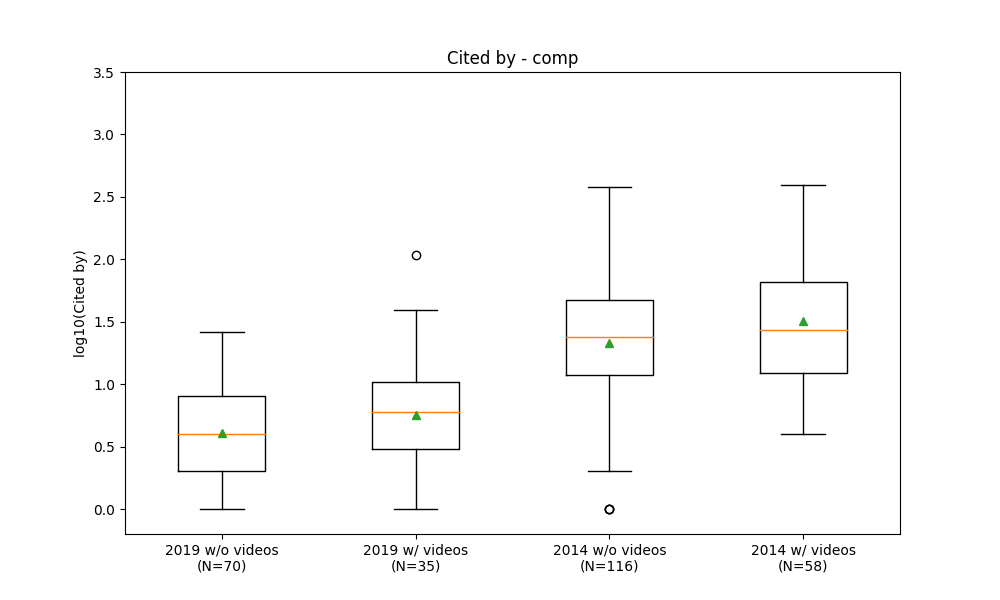 Cited by - comp
log10(Cited by)
3.5
3.0
2.5
2.0
1.5
1.0
0.5
0.0
2019 w/o videos
(N=70)
2019 w/ videos
(N=35)
2014 w/o videos
(N=116)
2014 w/ videos
(N=58)